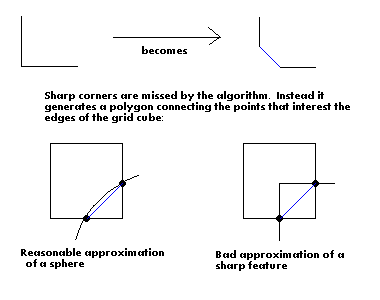 becomes
Sharp corners are missed by the algorithm. Instead it
generates a polygon connecting the points that interest the
edges of the grid cube:
Reasonable approximation
of a sphere
Bad approximation of a
sharp feature